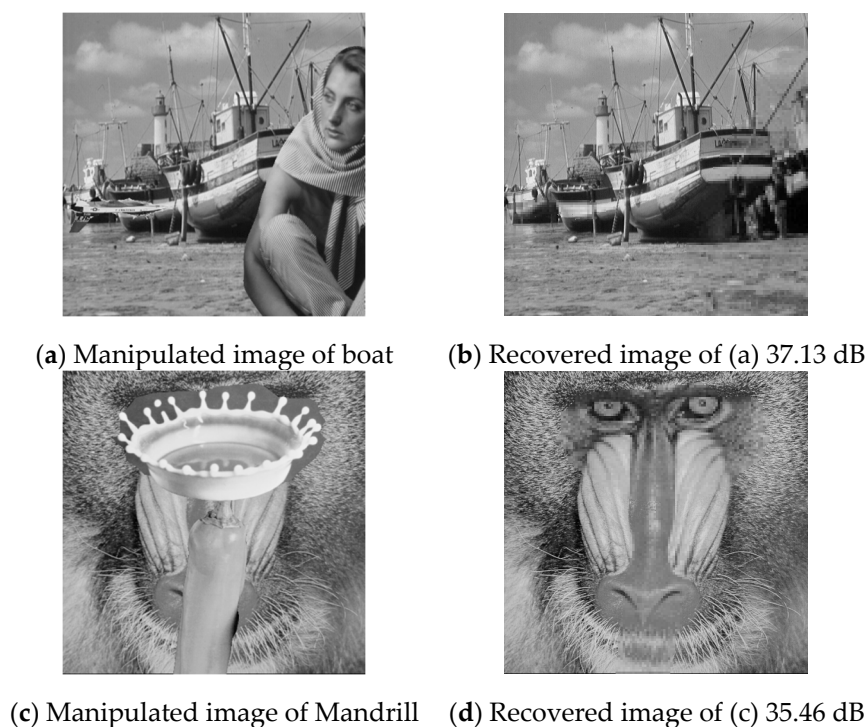 (a) Manipulated image of boat
(b) Recovered image of (a) 37.13 dB
(c) Manipulated image of Mandrill
(d) Recovered image of (c) 35.46 dB